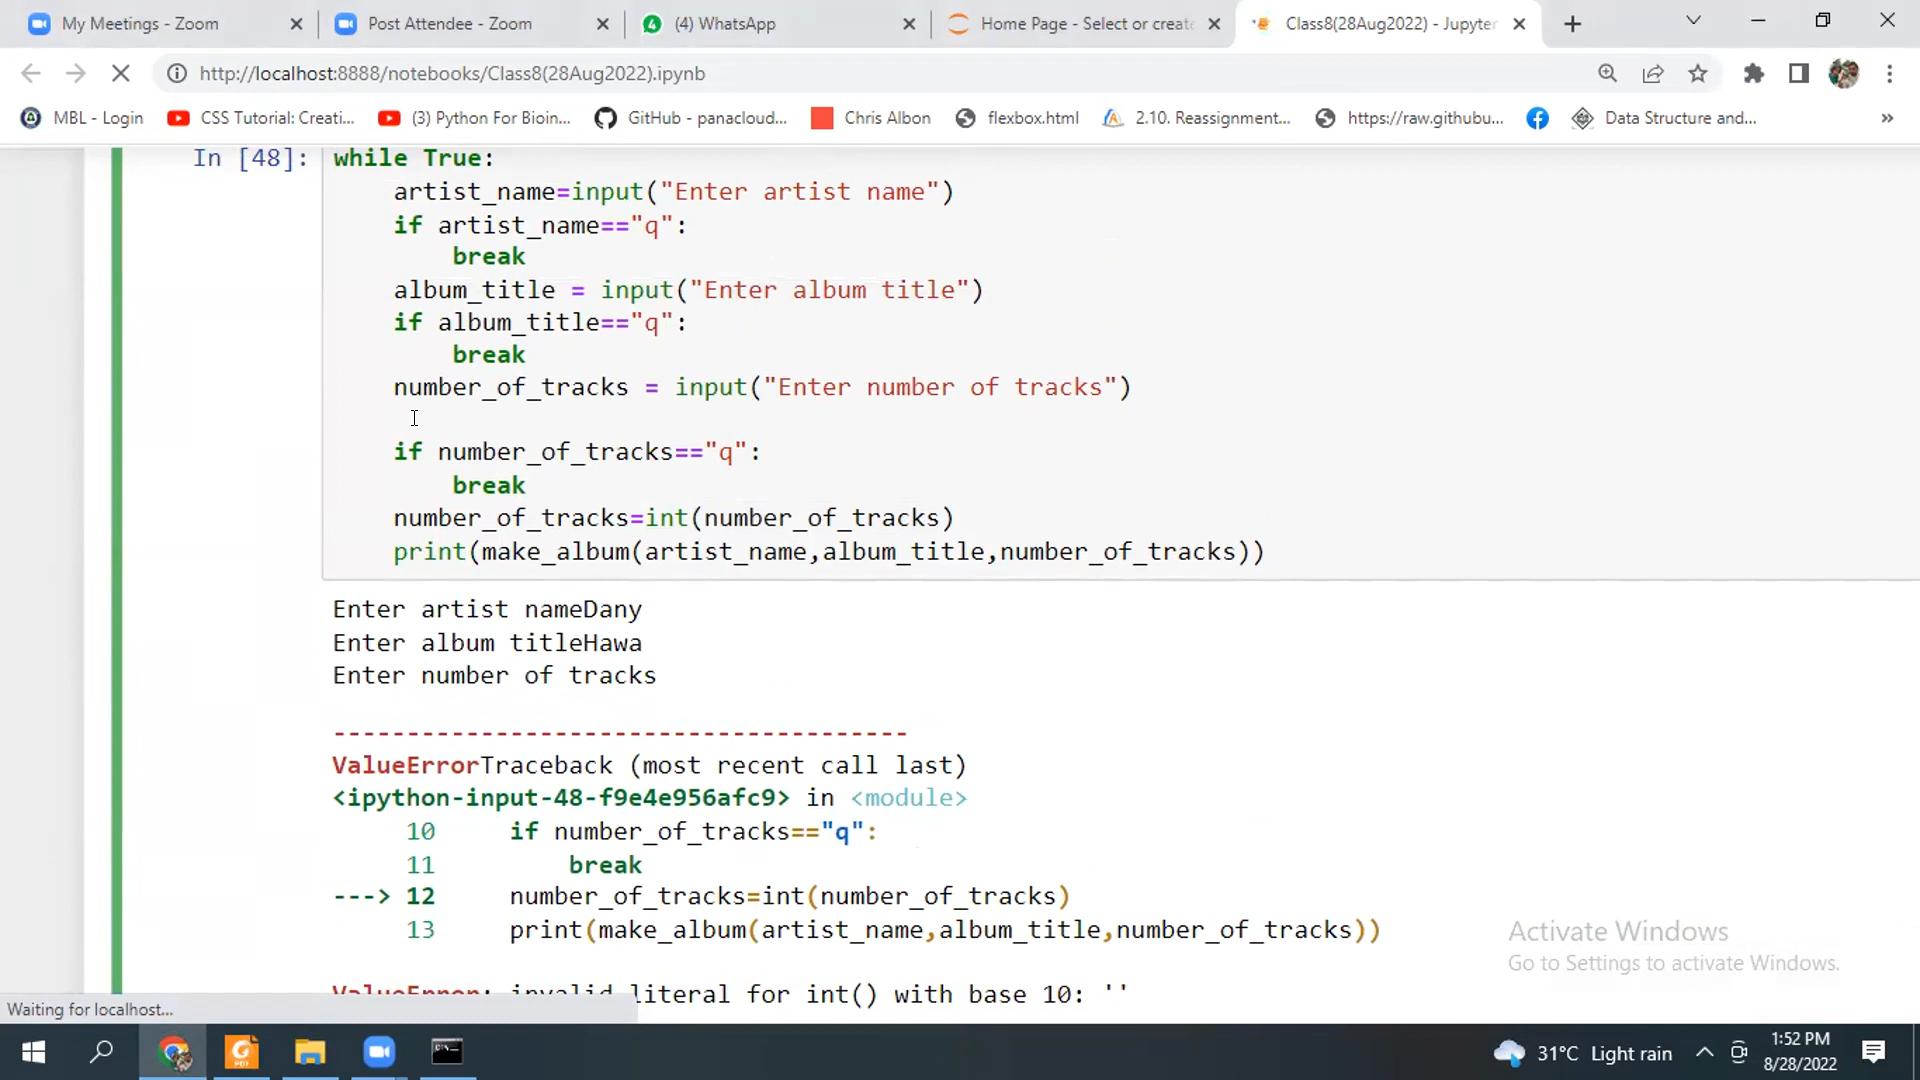 My Meetings - Zoom
Post Attendee - Zoom
(4) WhatsApp
Home Page - Select or create
Class8(28Aug2022) - Jupyter
http://localhost:8888/notebooks/Class8(28Aug2022).ipynb
MBL - Login
CSS Tutorial: Creati...
(3) Python For Bioin...
GitHub - panacloud...
Chris Albon
flexbox.html
2.10. Reassignment...
https://raw.githubu...
Data Structure and...
»
In [48]:
while True:
    artist_name=input("Enter artist name")
    if artist_name=="q":
        break
    album_title = input("Enter album title")
    if album_title=="q":
        break
    number_of_tracks = input("Enter number of tracks")
    if number_of_tracks=="q":
        break
    number_of_tracks=int(number_of_tracks)
    print(make_album(artist_name,album_title,number_of_tracks))
Enter artist nameDany
Enter album titleHawa
Enter number of tracks
---------------------------------------
ValueErrorTraceback (most recent call last)
<ipython-input-48-f9e4e956afc9> in <module>
     10     if number_of_tracks=="q":
     11         break
---> 12     number_of_tracks=int(number_of_tracks)
     13     print(make_album(artist_name,album_title,number_of_tracks))
ValueError: invalid literal for int() with base 10: ''
Activate Windows
Go to Settings to activate Windows.
Waiting for localhost...
31°C Light rain
1:52 PM
8/28/2022